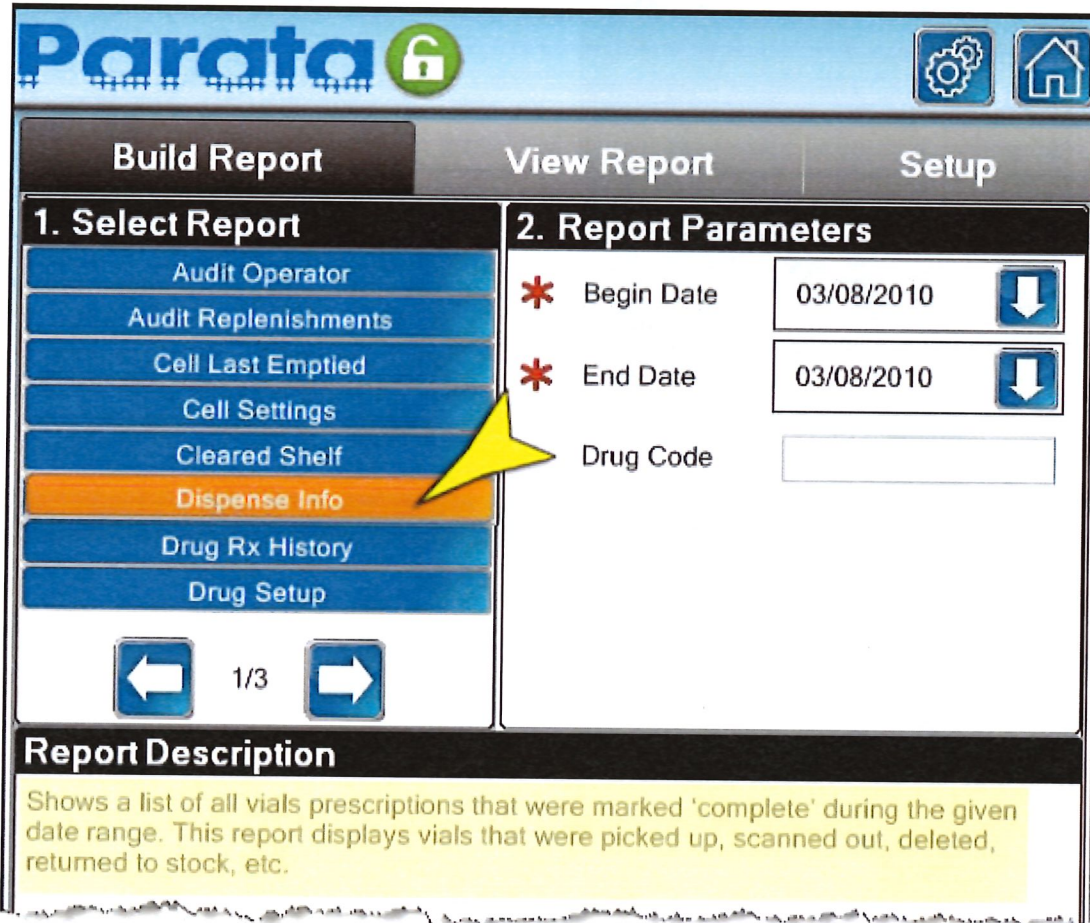 Parata
Build Report
View Report
Setup
1. Select Report
Audit Operator
Audit Replenishments
Cell Last Emptied
Cell Settings
Cleared Shelf
Dispense Info
Drug Rx History
Drug Setup
1/3
2. Report Parameters
* Begin Date 03/08/2010
* End Date 03/08/2010
Drug Code
Report Description
Shows a list of all vials prescriptions that were marked 'complete' during the given
date range. This report displays vials that were picked up, scanned out, deleted,
returned to stock, etc.